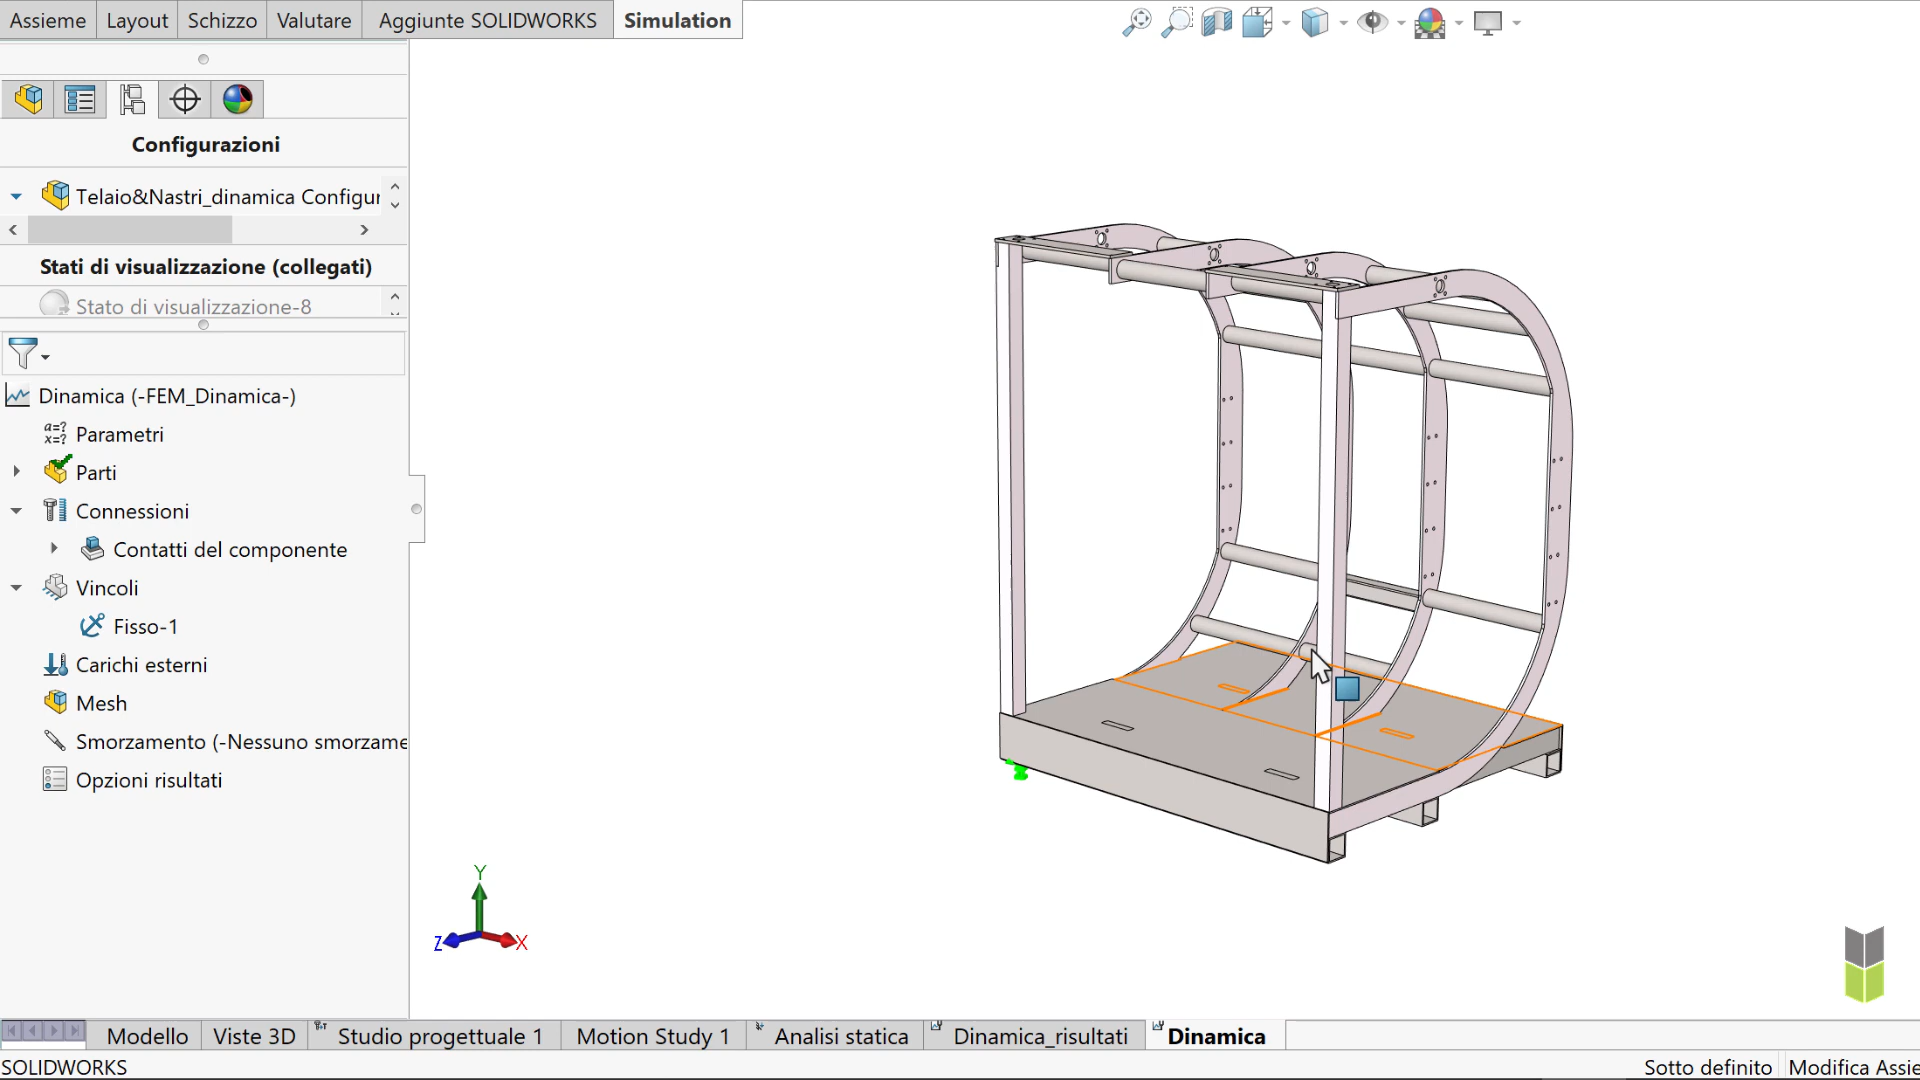 Assieme Layout Schizzo Valutare Aggiunte SOLIDWORKS Simulation
Configurazioni
Telaio&Nastri_dinamica Configur
Stati di visualizzazione (collegati)
Stato di visualizzazione-8
Dinamica (-FEM_Dinamica-)
a=?
x=?
Parametri
Parti
Connessioni
Contatti del componente
Vincoli
Fisso-1
Carichi esterni
Mesh
Smorzamento (-Nessuno smorzame
Opzioni risultati
Y
Z
X
Modello Viste 3D Studio progettuale 1 Motion Study 1 Analisi statica Dinamica_risultati Dinamica
SOLIDWORKS
Sotto definito Modifica Assie